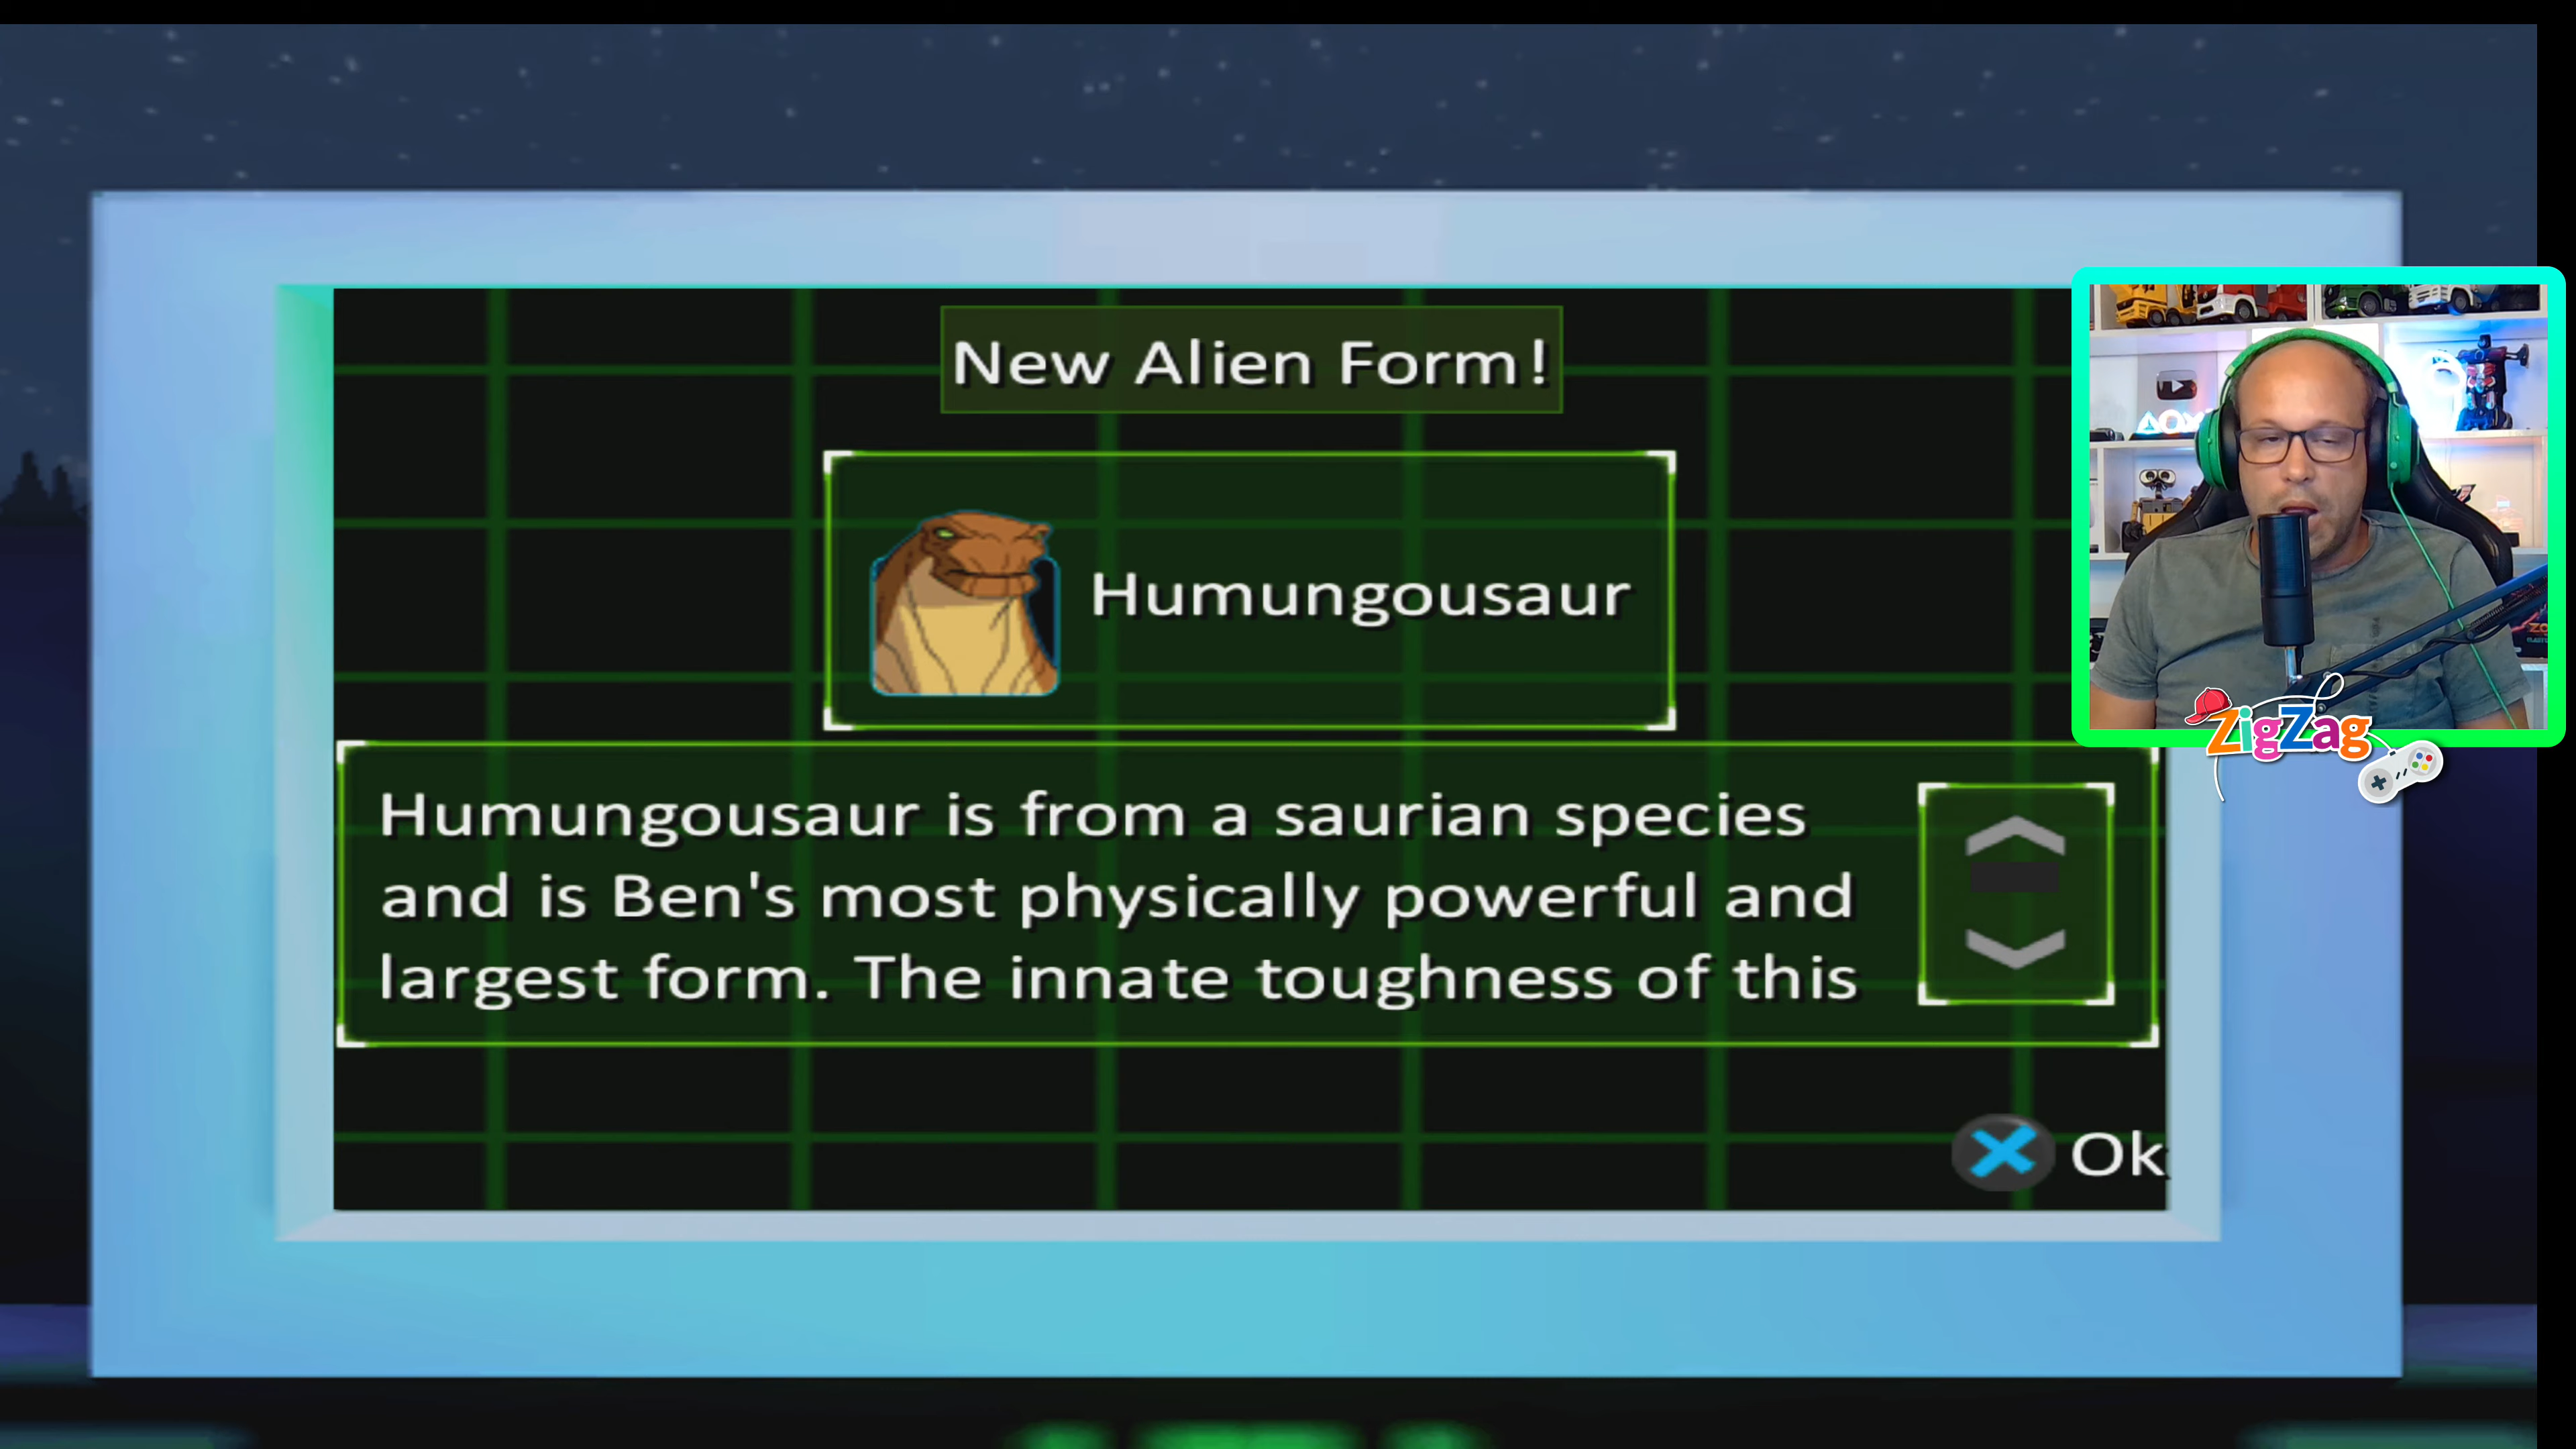 New Alien Form!
Humungousaur
Humungousaur is from a saurian species
and is Ben's most physically powerful and
largest form. The innate toughness of this
Ok
ZigZag